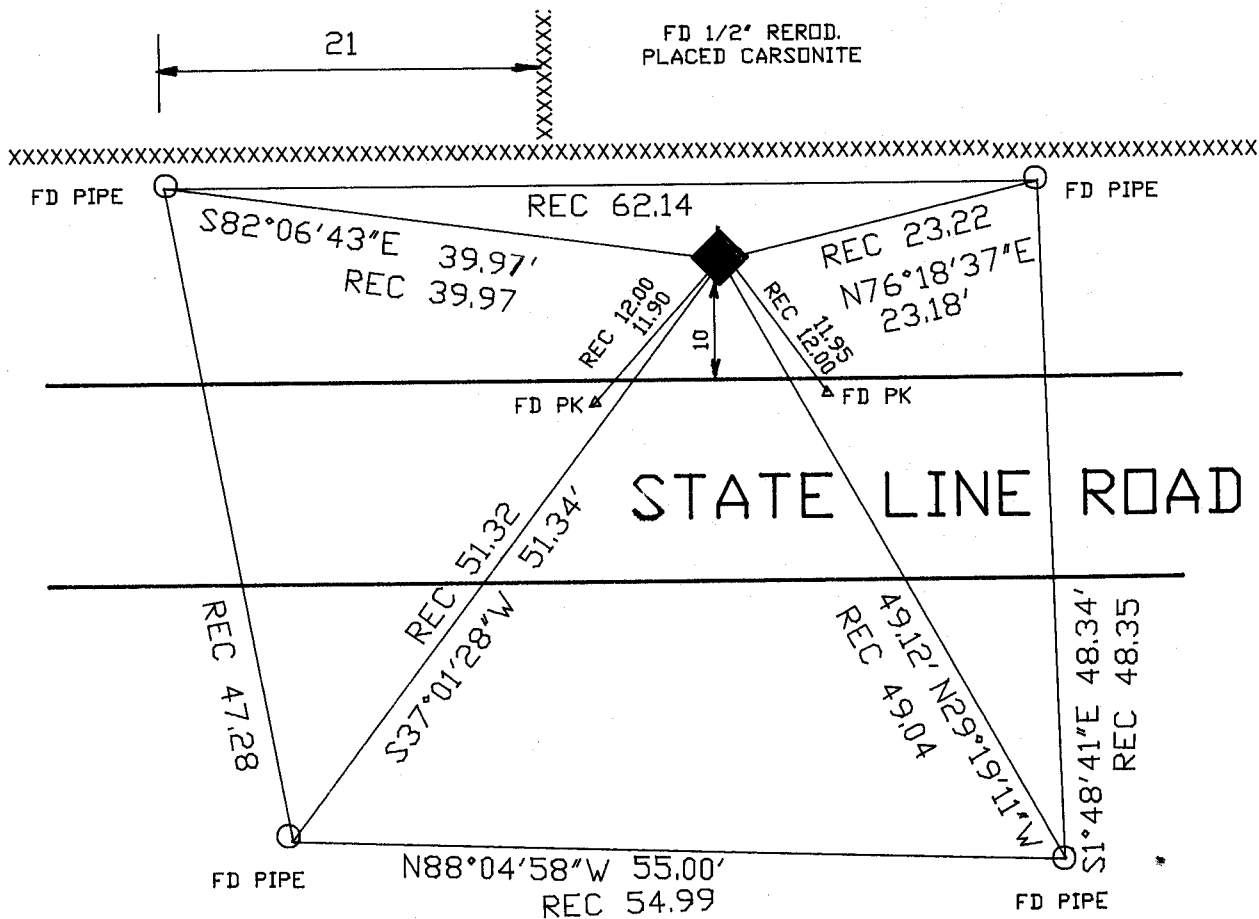 21
FD 1/2" REROD.
PLACED CARSONITE
XXXXXXXXX
XXXXXXXXXXXXXXXXXXXXXXXXXXXXXXXXXXXXXXXXXXXXXXXXXXXXXXXXXXXXXXXXXXXXXXXXXXXXXXXXXXXXXX
FD PIPE
REC 62.14
FD PIPE
S82°06'43"E 39.97'
REC 39.97
REC 23.22
N76°18'37"E
23.18'
REC 12.00
11.90
10
REC 11.95
12.00
FD PK
FD PK
STATE LINE ROAD
REC 51.32
S37°01'28"W 51.34'
REC 47.28
49.12' N29°19'11"W
REC 49.04
S1°48'41"E 48.34'
REC 48.35
FD PIPE
N88°04'58"W 55.00'
REC 54.99
FD PIPE